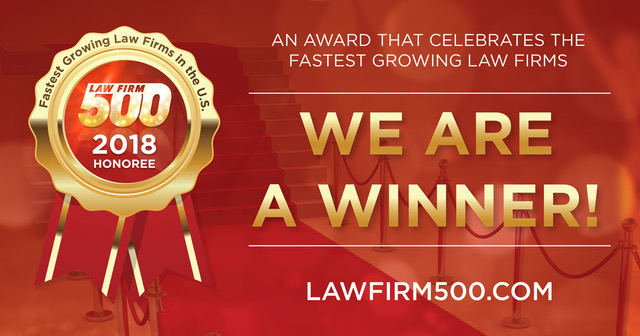 Fastest Growing Law Firms in the U.S.
LAW FIRM
500
2018
HONOREE
AN AWARD THAT CELEBRATES THE
FASTEST GROWING LAW FIRMS
WE ARE
A WINNER!
LAWFIRM500.COM